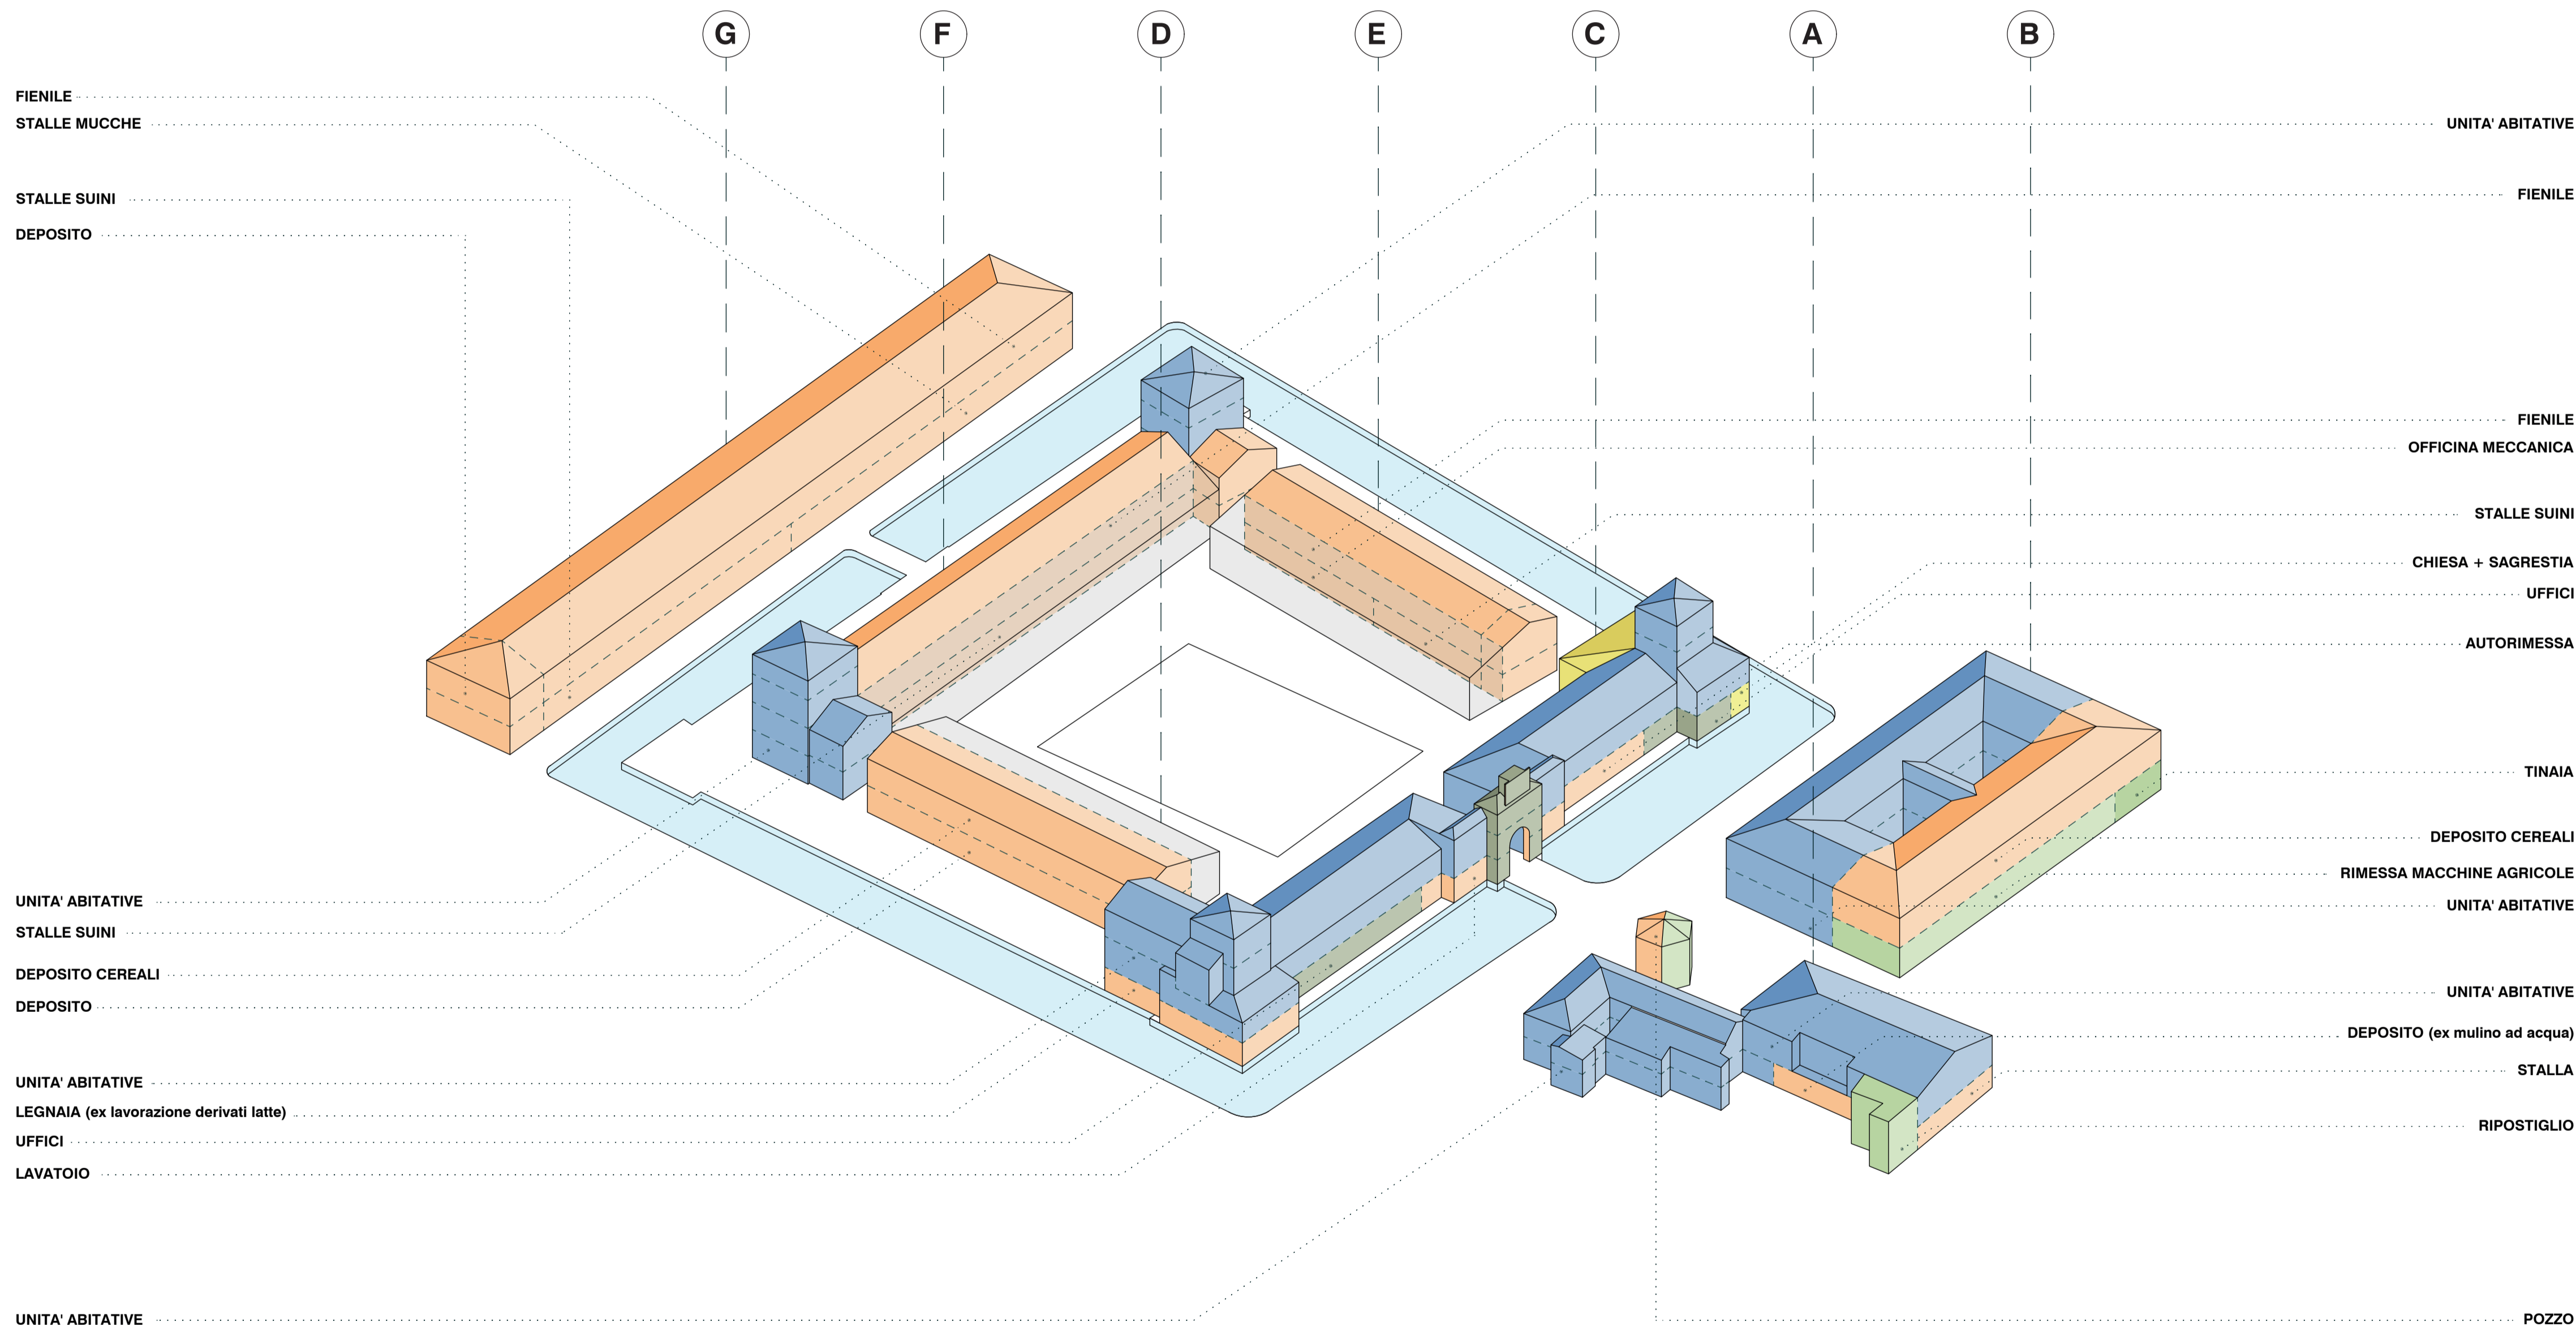 G
F
D
E
C
A
B
FIENILE
STALLE MUCCHE
STALLE SUINI
DEPOSITO
UNITA' ABITATIVE
STALLE SUINI
DEPOSITO CEREALI
DEPOSITO
UNITA' ABITATIVE
LEGNAIA (ex lavorazione derivati latte)
UFFICI
LAVATOIO
UNITA' ABITATIVE
UNITA' ABITATIVE
FIENILE
FIENILE
OFFICINA MECCANICA
STALLE SUINI
CHIESA + SAGRESTIA
UFFICI
AUTORIMESSA
TINAIA
DEPOSITO CEREALI
RIMESSA MACCHINE AGRICOLE
UNITA' ABITATIVE
UNITA' ABITATIVE
DEPOSITO (ex mulino ad acqua)
STALLA
RIPOSTIGLIO
POZZO